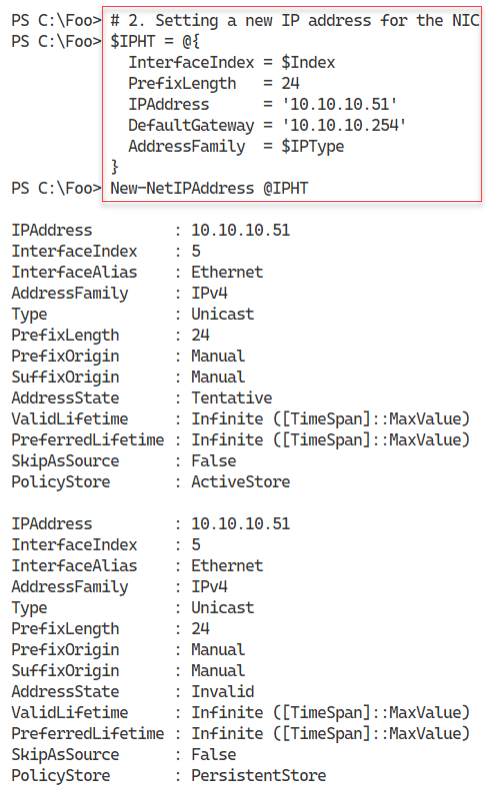 PS C:\Foo> # 2. Setting a new IP address for the NIC
PS C:\Foo> $IPHT = @{
  InterfaceIndex = $Index
  PrefixLength   = 24
  IPAddress      = '10.10.10.51'
  DefaultGateway = '10.10.10.254'
  AddressFamily  = $IPType
}
PS C:\Foo> New-NetIPAddress @IPHT
IPAddress         : 10.10.10.51
InterfaceIndex    : 5
InterfaceAlias    : Ethernet
AddressFamily     : IPv4
Type              : Unicast
PrefixLength      : 24
PrefixOrigin      : Manual
SuffixOrigin      : Manual
AddressState      : Tentative
ValidLifetime     : Infinite ([TimeSpan]::MaxValue)
PreferredLifetime : Infinite ([TimeSpan]::MaxValue)
SkipAsSource      : False
PolicyStore       : ActiveStore
IPAddress         : 10.10.10.51
InterfaceIndex    : 5
InterfaceAlias    : Ethernet
AddressFamily     : IPv4
Type              : Unicast
PrefixLength      : 24
PrefixOrigin      : Manual
SuffixOrigin      : Manual
AddressState      : Invalid
ValidLifetime     : Infinite ([TimeSpan]::MaxValue)
PreferredLifetime : Infinite ([TimeSpan]::MaxValue)
SkipAsSource      : False
PolicyStore       : PersistentStore